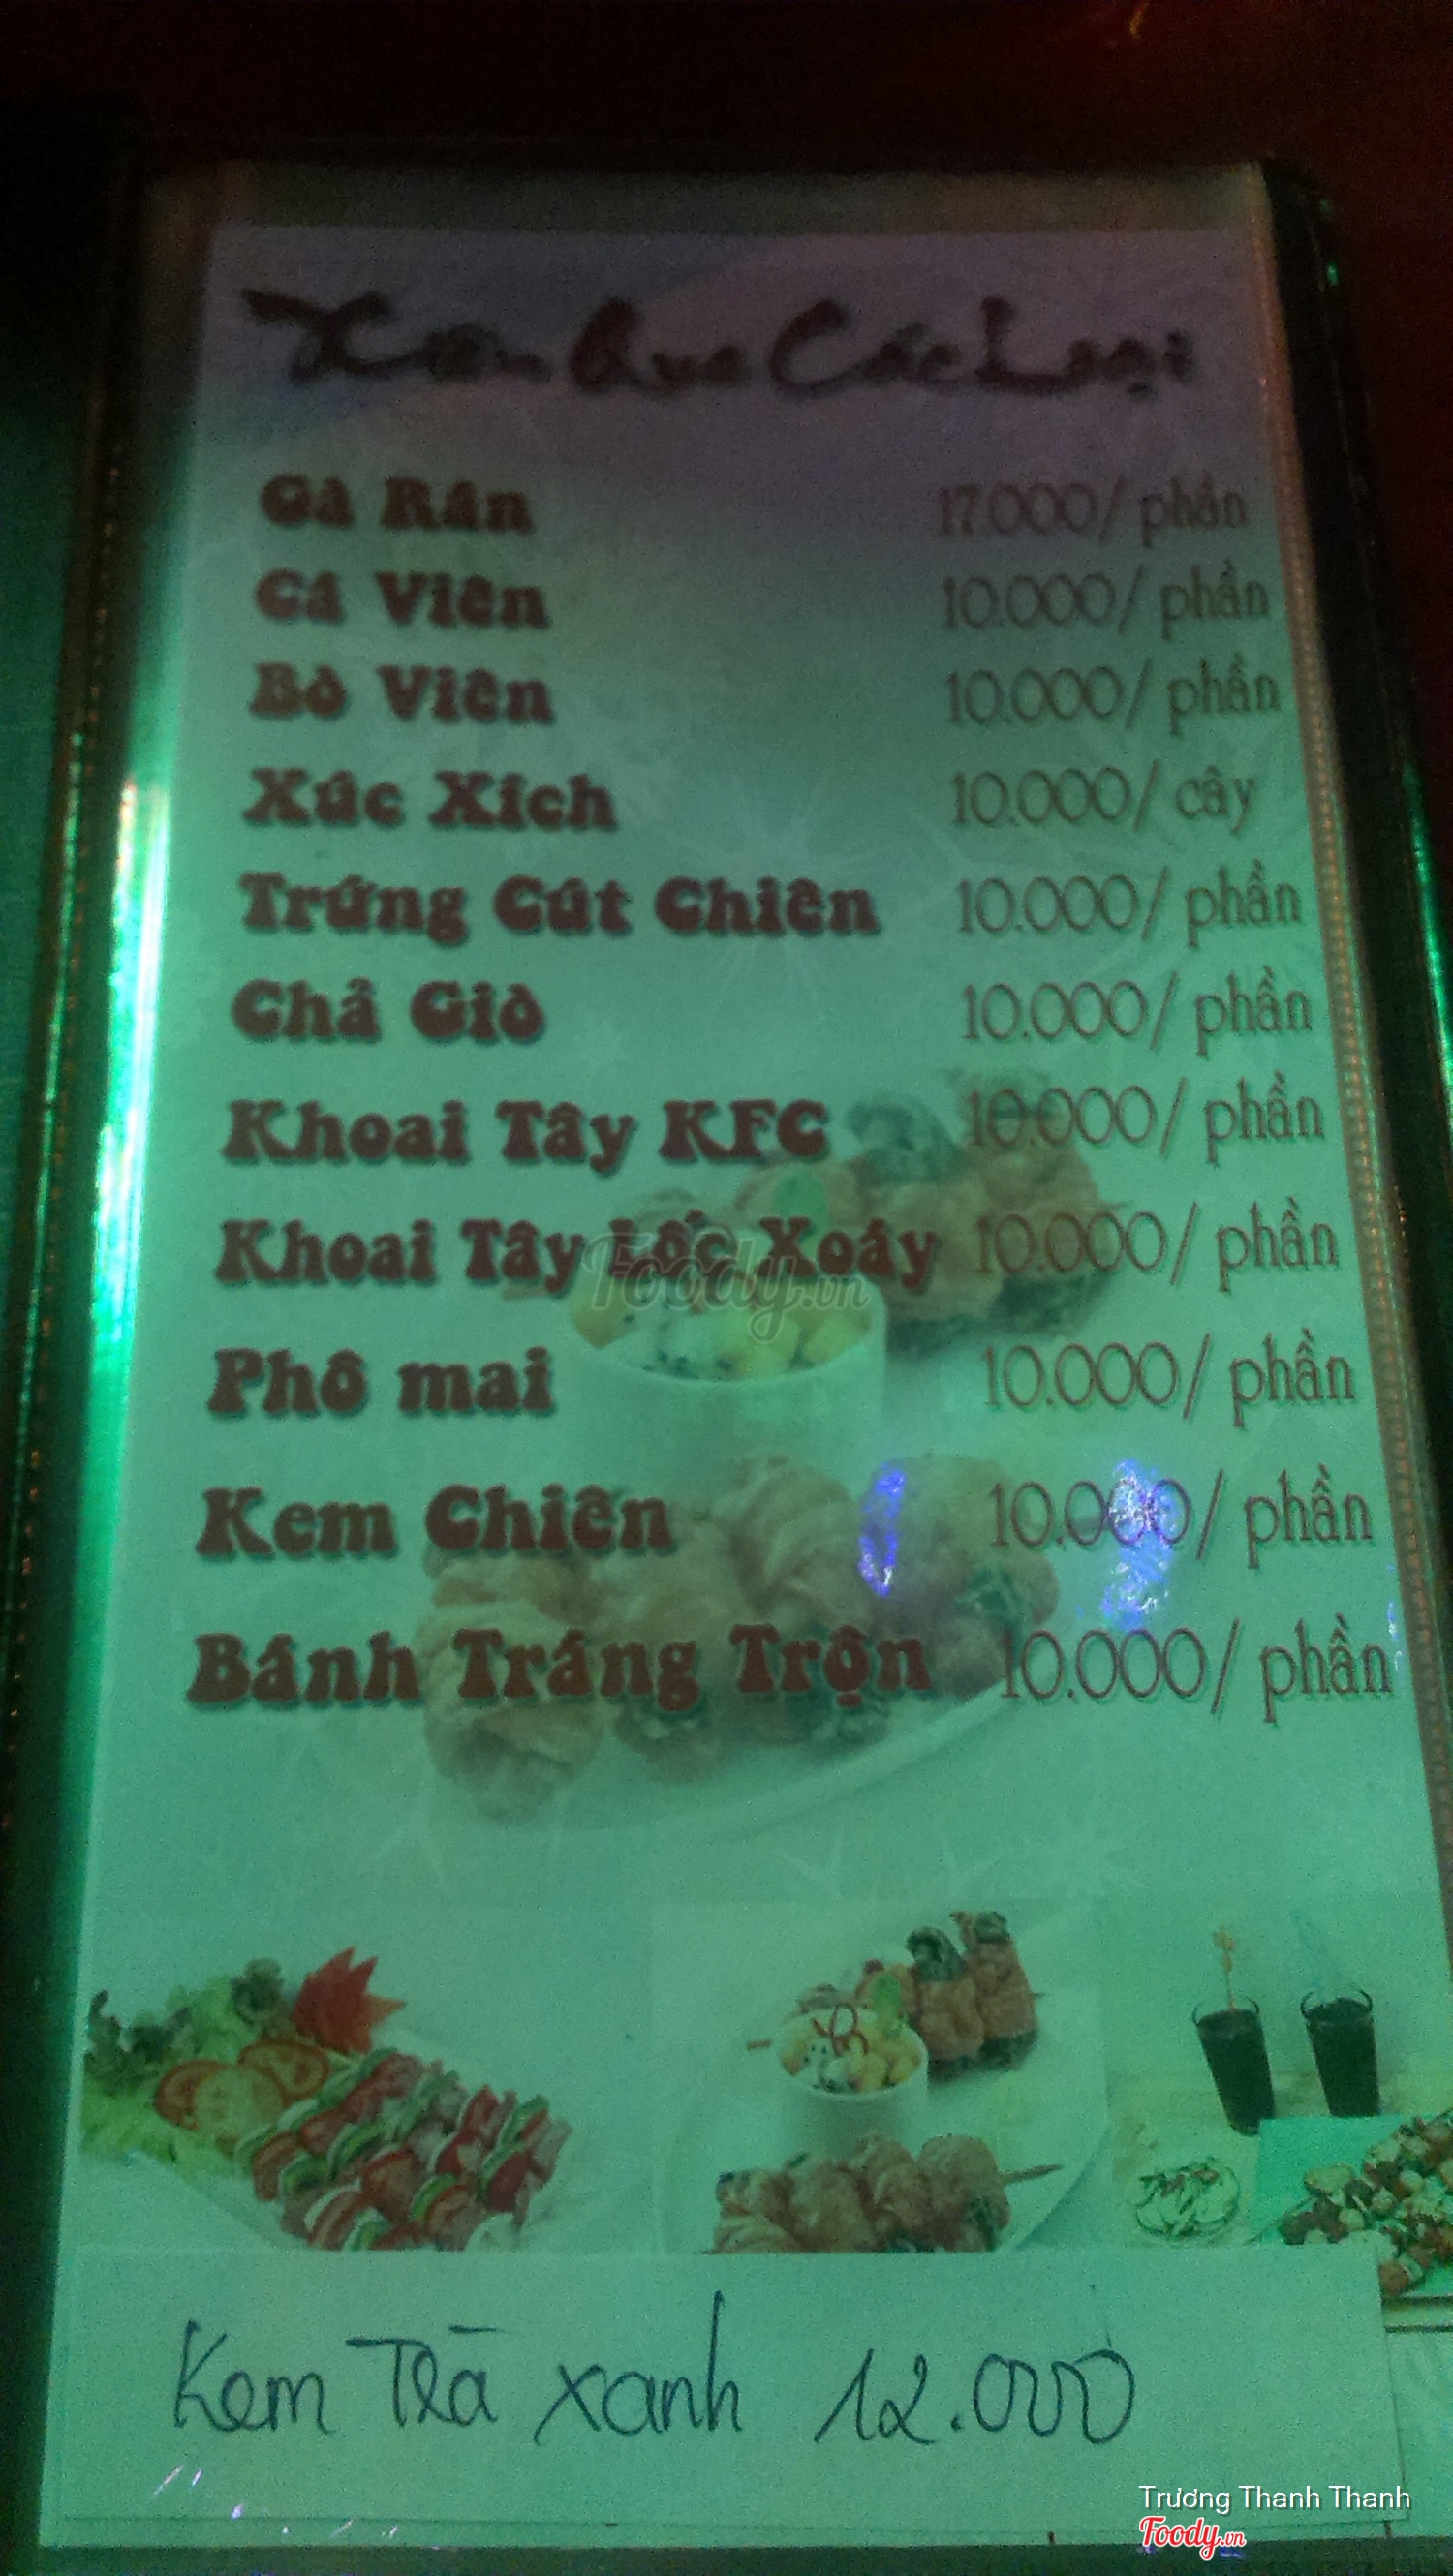 Xiên Que Các Loại
Gà Rán 17.000/ phần
Cá Viên 10.000/ phần
Bò Viên 10.000/ phần
Xúc Xích 10.000/ cây
Trứng Cút Chiên 10.000/ phần
Chả Giò 10.000/ phần
Khoai Tây KFC 10.000/ phần
Khoai Tây Lốc Xoáy 10.000/ phần
Foody.vn
Phô mai 10.000/ phần
Kem Chiên 10.000/ phần
Bánh Tráng Trộn 10.000/ phần
Kem Trà xanh 12.000
Trương Thanh Thanh
Foody.vn